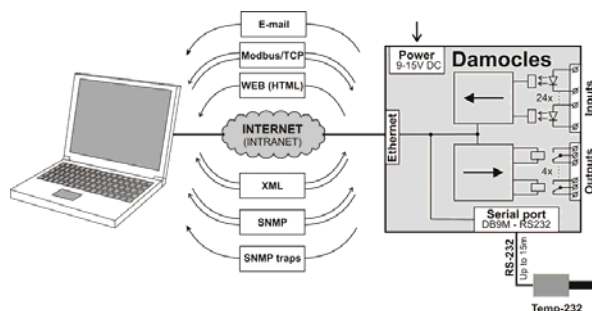 E-mail
Modbus/TCP
WEB (HTML)
INTERNET
(INTRANET)
XML
SNMP
SNMP traps
Power
9-15V DC
Damocles
Ethernet
24x
Inputs
4x
Outputs
Serial port
DB9M - RS232
RS-232
Up to 15m
Temp-232